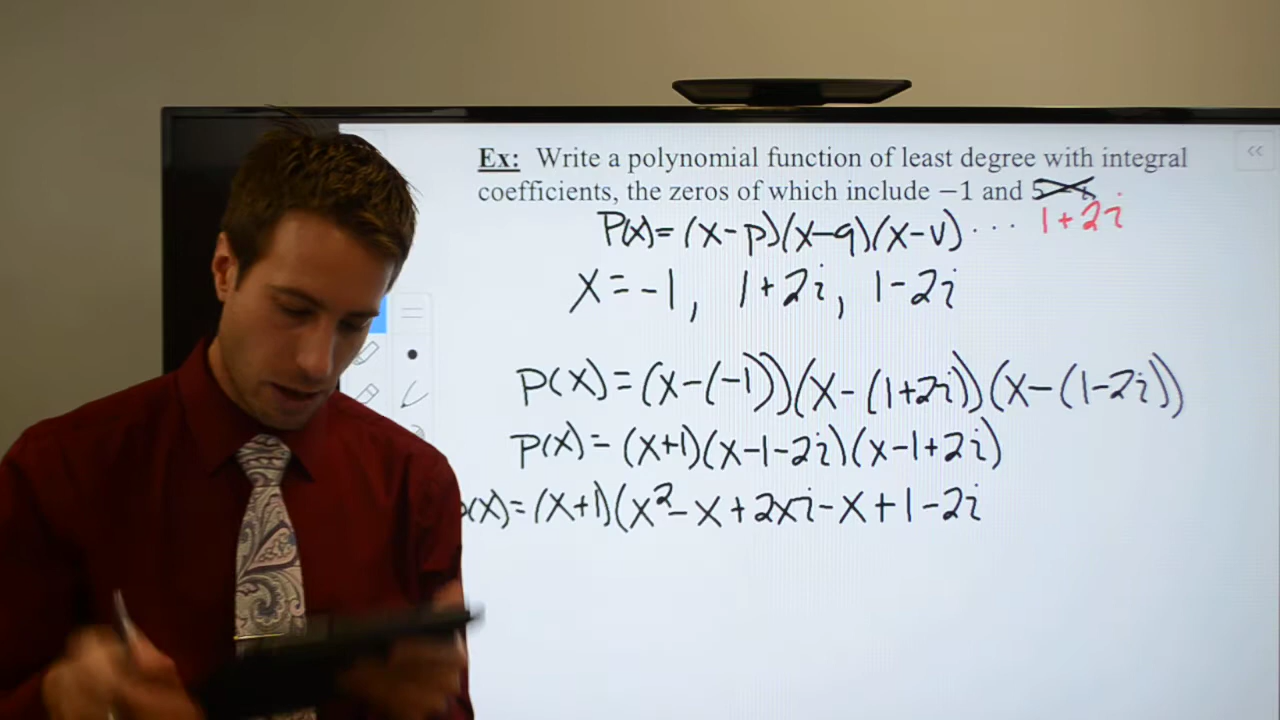 Ex: Write a polynomial function of least degree with integral
coefficients, the zeros of which include −1 and
1+2i
P(x)=(x-p)(x-q)(x-v)...
x=-1, 1+2i, 1-2i
P(x)=(x-(-1))(x-(1+2i))(x-(1-2i))
P(x)=(x+1)(x-1-2i)(x-1+2i)
P(x)=(x+1)(x²-x+2xi-x+1-2i